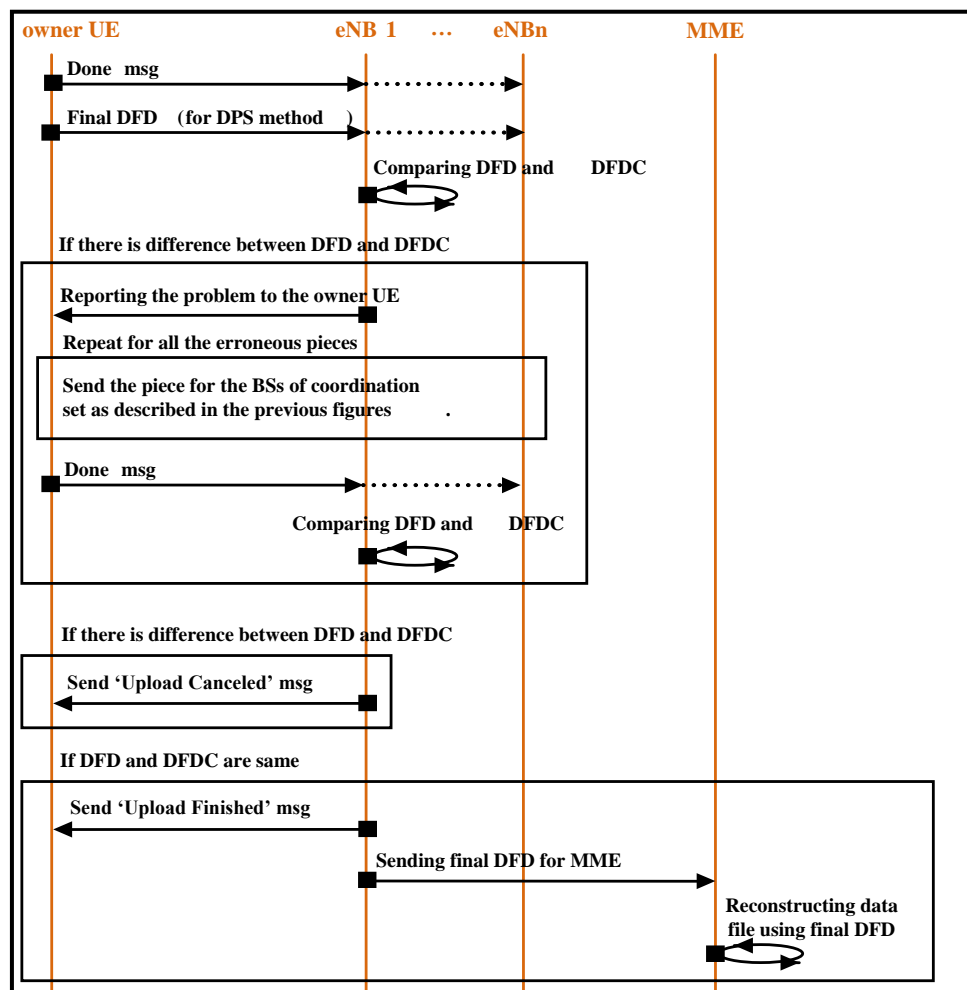 owner UE eNB 1 ... eNBn MME
Done msg
Final DFD (for DPS method )
Comparing DFD and DFDC
If there is difference between DFD and DFDC
Reporting the problem to the owner UE
Repeat for all the erroneous pieces
Send the piece for the BSs of coordination
set as described in the previous figures .
Done msg
Comparing DFD and DFDC
If there is difference between DFD and DFDC
Send ‘Upload Canceled’ msg
If DFD and DFDC are same
Send ‘Upload Finished’ msg
Sending final DFD for MME
Reconstructing data
file using final DFD